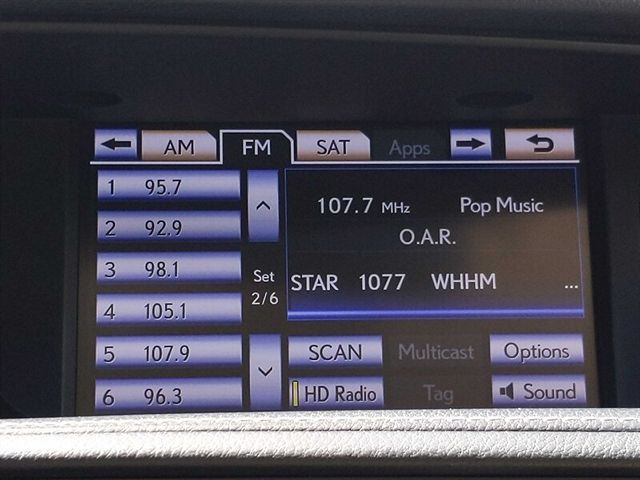 AM FM SAT Apps
1 95.7
2 92.9
3 98.1
4 105.1
5 107.9
6 96.3
Set
2/6
107.7 MHz Pop Music
O.A.R.
STAR 1077 WHHM ...
SCAN Multicast Options
HD Radio Tag Sound